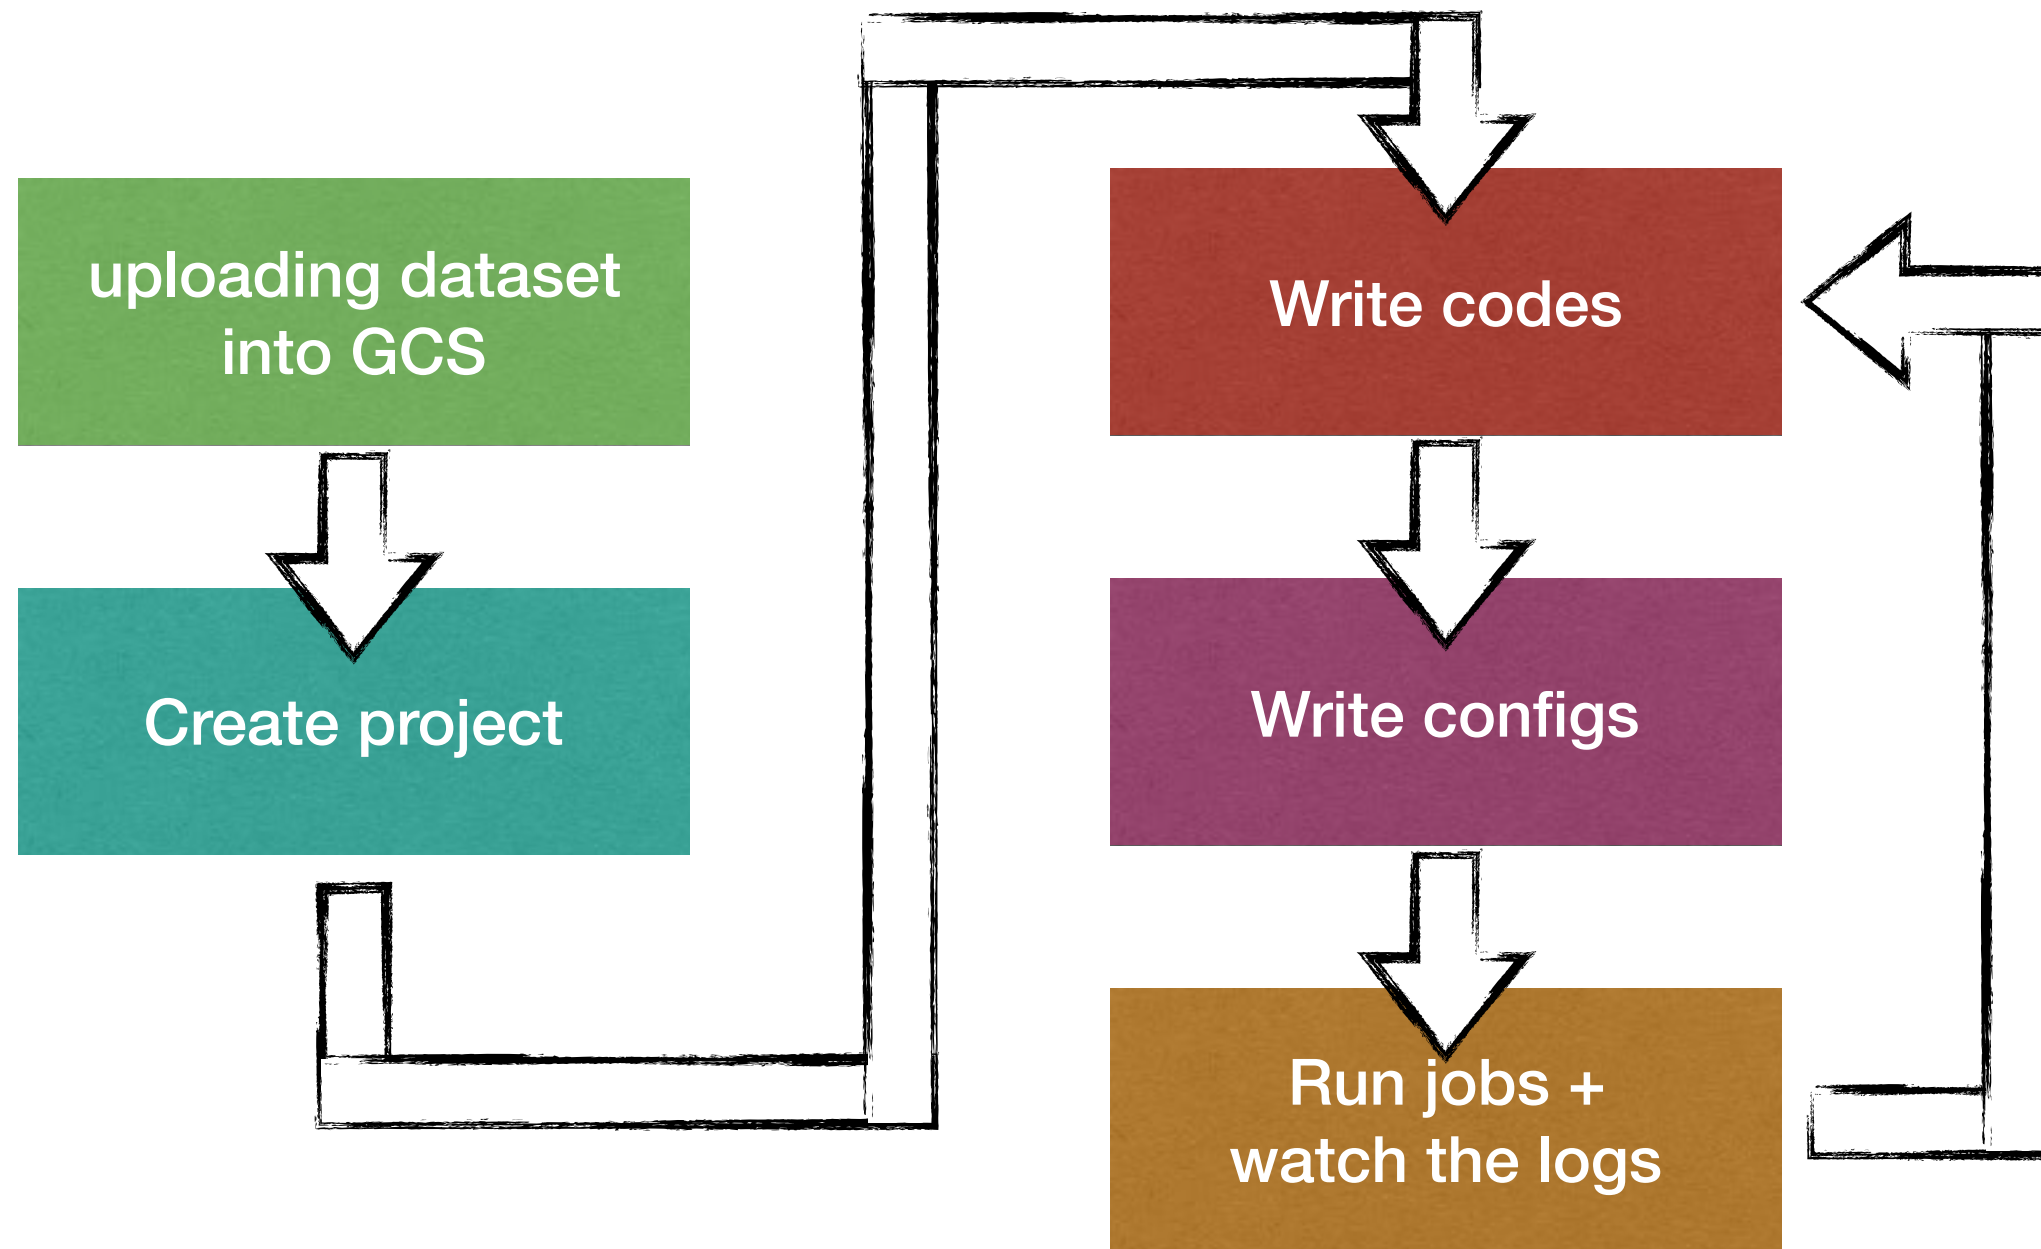 uploading dataset
into GCS
Create project
Write codes
Write configs
Run jobs +
watch the logs